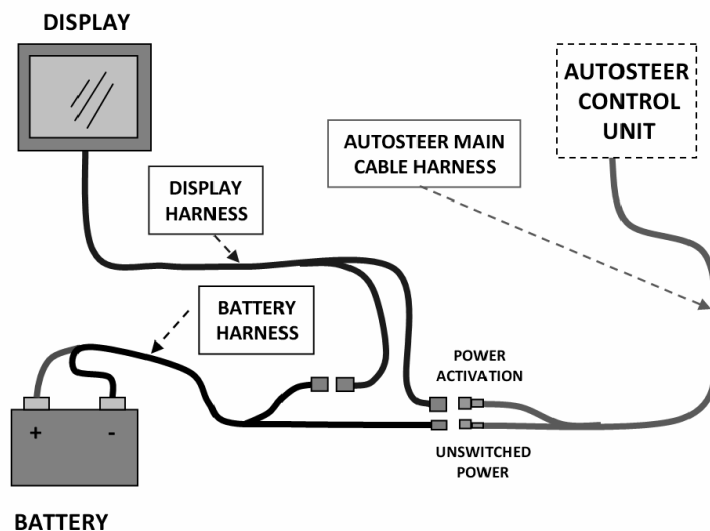 DISPLAY
AUTOSTEER
CONTROL
UNIT
AUTOSTEER MAIN
CABLE HARNESS
DISPLAY
HARNESS
BATTERY
HARNESS
POWER
ACTIVATION
+ -
UNSWITCHED
POWER
BATTERY